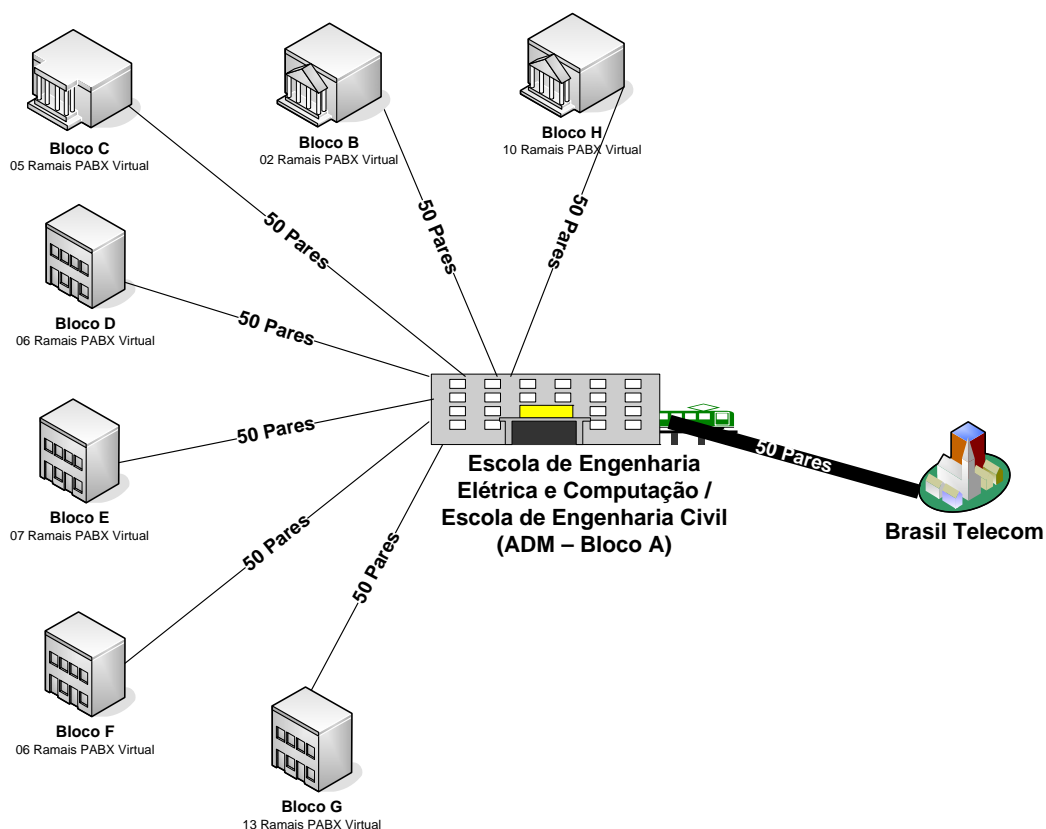 Bloco C
05 Ramais PABX Virtual
Bloco B
02 Ramais PABX Virtual
Bloco H
10 Ramais PABX Virtual
50 Pares
50 Pares
50 Pares
Bloco D
06 Ramais PABX Virtual
50 Pares
Bloco E
07 Ramais PABX Virtual
50 Pares
50 Pares
Escola de Engenharia
Elétrica e Computação /
Escola de Engenharia Civil
(ADM – Bloco A)
Brasil Telecom
Bloco F
06 Ramais PABX Virtual
50 Pares
50 Pares
Bloco G
13 Ramais PABX Virtual